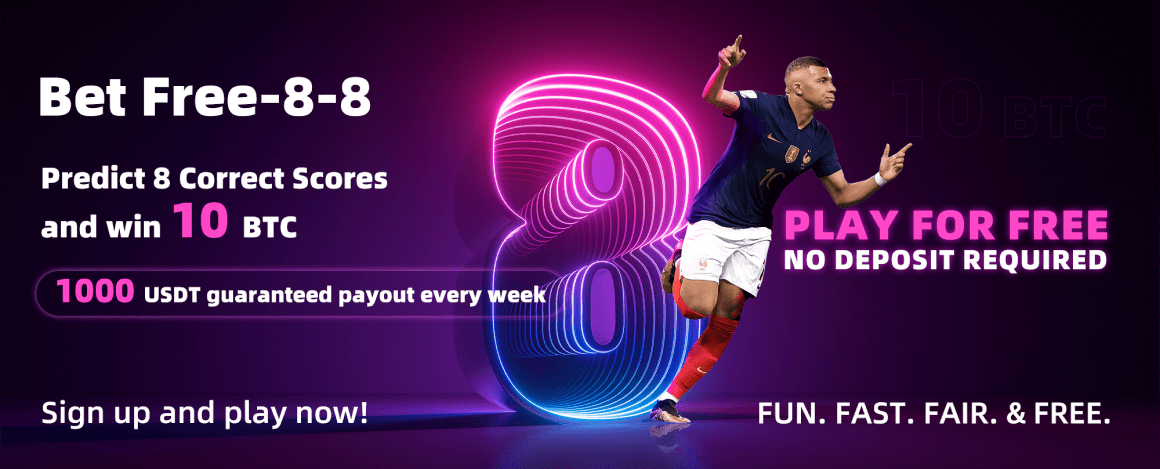 Bet Free-8-8
Predict 8 Correct Scores
and win 10 BTC
1000 USDT guaranteed payout every week
Sign up and play now!
10
10 BTC
PLAY FOR FREE
NO DEPOSIT REQUIRED
FUN. FAST. FAIR. & FREE.